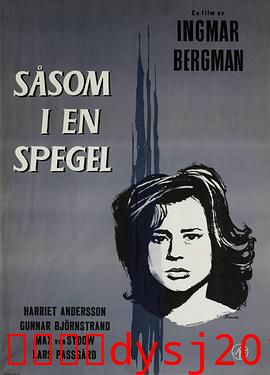 En film av
INGMAR
BERGMAN
SÅSOM
I EN
SPEGEL
HARRIET ANDERSSON
GUNNAR BJÖRNSTRAND
MAX von SYDOW
LARS PASSGÅRD
dysj20